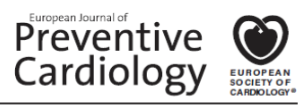 European Journal of
Preventive
Cardiology
EUROPEAN
SOCIETY OF
CARDIOLOGY®